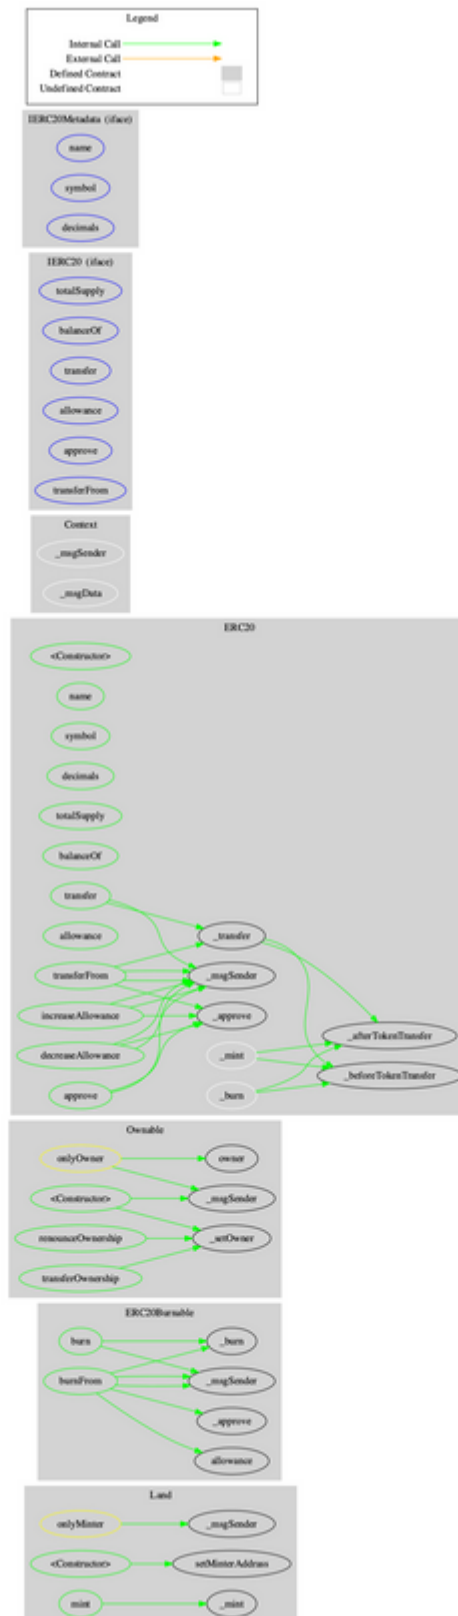 Legend
Internal Call
External Call
Defined Contract
Undefined Contract
IERC20Metadata (iface)
name
symbol
decimals
IERC20 (iface)
totalSupply
balanceOf
transfer
allowance
approve
transferFrom
Context
_msgSender
_msgData
ERC20
<Constructor>
name
symbol
decimals
totalSupply
balanceOf
transfer
allowance
_transfer
transferFrom
_msgSender
increaseAllowance
_approve
_afterTokenTransfer
decreaseAllowance
_mint
_beforeTokenTransfer
approve
_burn
Ownable
onlyOwner
owner
<Constructor>
_msgSender
renounceOwnership
_setOwner
transferOwnership
ERC20Burnable
burn
_burn
burnFrom
_msgSender
_approve
allowance
Land
onlyMinter
_msgSender
<Constructor>
setMinterAddress
mint
_mint